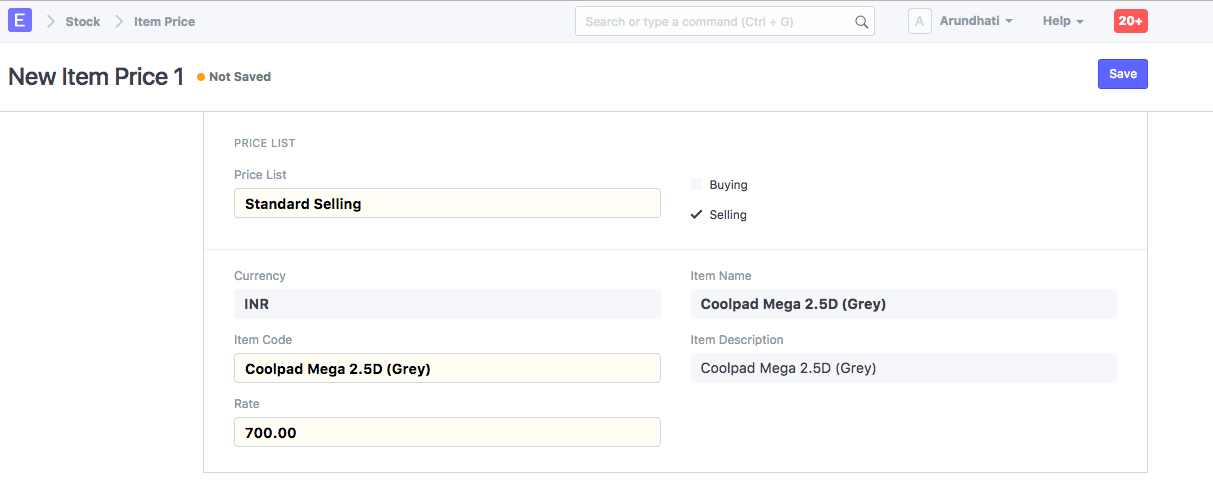 E Stock Item Price Search or type a command (Ctrl + G) A Arundhati Help 20+
New Item Price 1 Not Saved Save
PRICE LIST
Price List
Buying
Standard Selling
Selling
Currency Item Name
INR Coolpad Mega 2.5D (Grey)
Item Code Item Description
Coolpad Mega 2.5D (Grey) Coolpad Mega 2.5D (Grey)
Rate
700.00